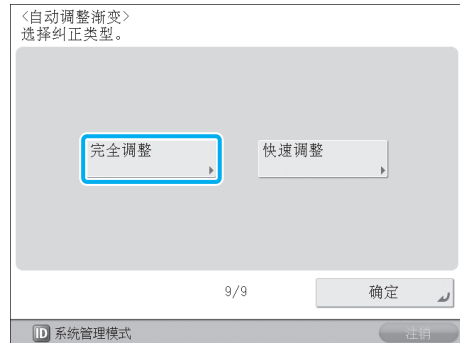 <自动调整渐变>
选择纠正类型。
完全调整
快速调整
9/9
确定
ID 系统管理模式
注销